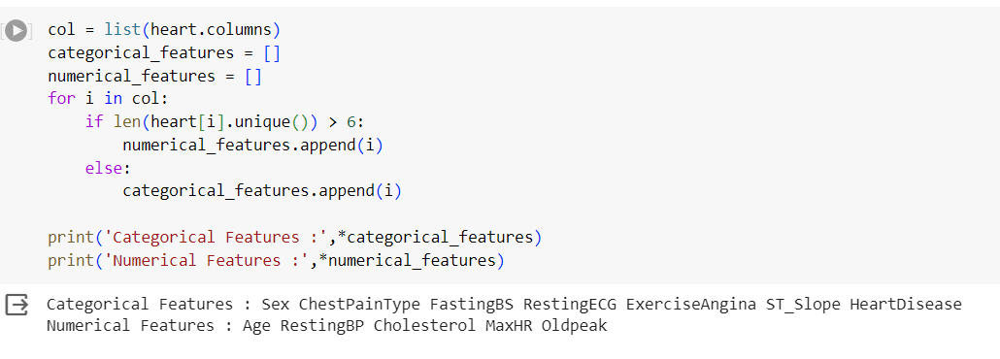 col = list(heart.columns)
categorical_features = []
numerical_features = []
for i in col:
    if len(heart[i].unique()) > 6:
        numerical_features.append(i)
    else:
        categorical_features.append(i)

print('Categorical Features :',*categorical_features)
print('Numerical Features :',*numerical_features)
Categorical Features : Sex ChestPainType FastingBS RestingECG ExerciseAngina ST_Slope HeartDisease
Numerical Features : Age RestingBP Cholesterol MaxHR Oldpeak